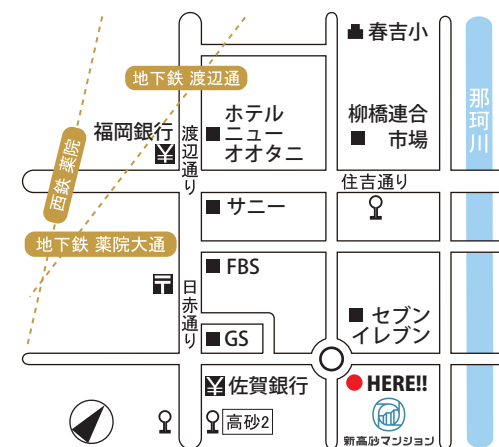 春吉小
地下鉄 渡辺通
那珂川
福岡銀行
渡辺通り
ホテル
ニュー
オオタニ
柳橋連合
市場
西鉄 薬院
住吉通り
サニー
地下鉄 薬院大通
FBS
日赤通り
セブン
イレブン
GS
佐賀銀行
HERE!!
高砂2
新高砂マンション